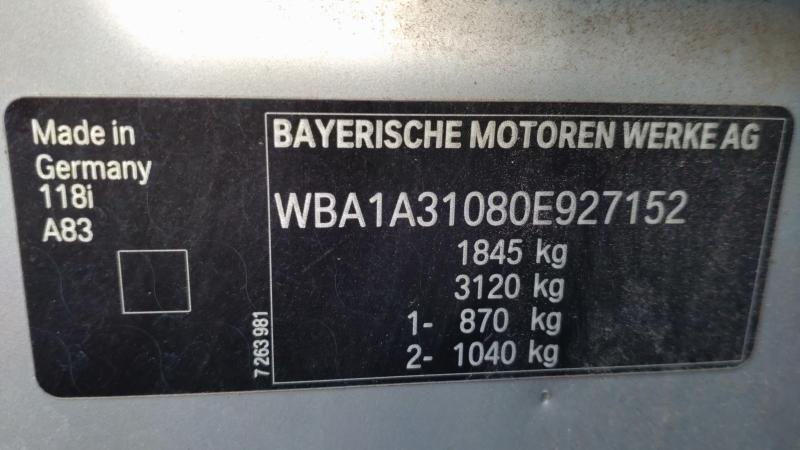 Made in
Germany
118i
A83
7 263 981
BAYERISCHE MOTOREN WERKE AG
WBA1A31080E927152
1845 kg
3120 kg
1- 870 kg
2- 1040 kg